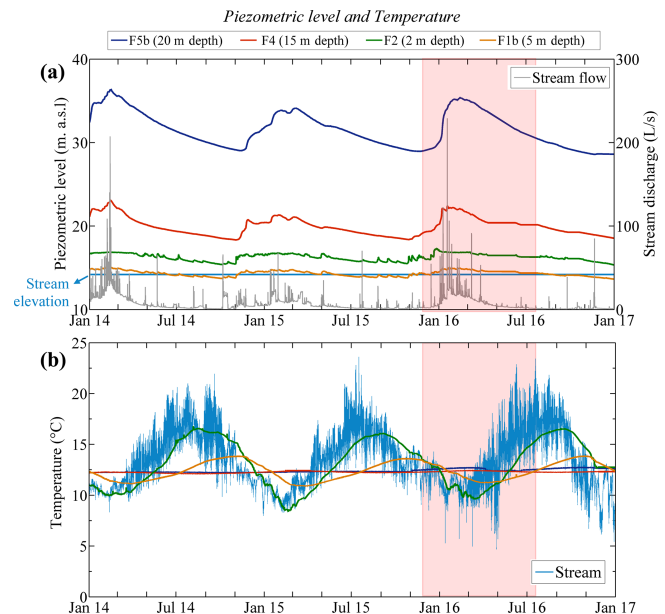 Piezometric level and Temperature
F5b (20 m depth) F4 (15 m depth) F2 (2 m depth) F1b (5 m depth)
(a)
Stream flow
Piezometric level (m. a.s.l)
40
30
20
10
Stream discharge (L/s)
300
200
100
0
Stream
elevation
Jan 14 Jul 14 Jan 15 Jul 15 Jan 16 Jul 16 Jan 17
(b)
Temperature (°C)
25
20
15
10
5
0
Stream
Jan 14 Jul 14 Jan 15 Jul 15 Jan 16 Jul 16 Jan 17